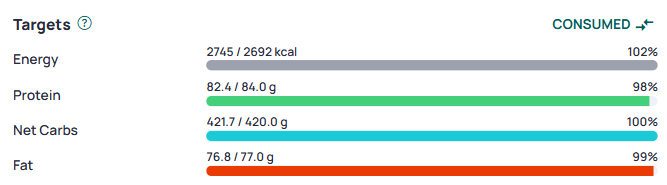 Targets ? CONSUMED
Energy 2745 / 2692 kcal 102%
Protein 82.4 / 84.0 g 98%
Net Carbs 421.7 / 420.0 g 100%
Fat 76.8 / 77.0 g 99%